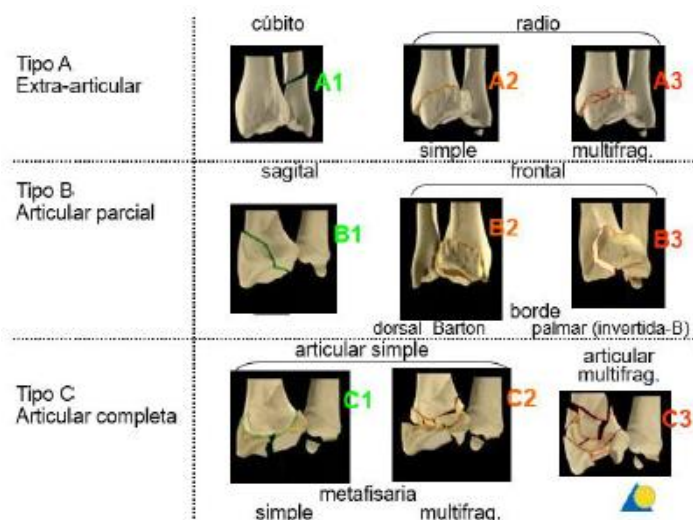 cúbito
radio
Tipo A
Extra-articular
A1
A2
A3
simple
multifrag.
sagital
frontal
Tipo B
Articular parcial
B1
B2
B3
borde
dorsal Barton
palmar (invertida-B)
articular simple
articular
multifrag.
Tipo C
Articular completa
C1
C2
C3
metafisaria
simple
multifrag.